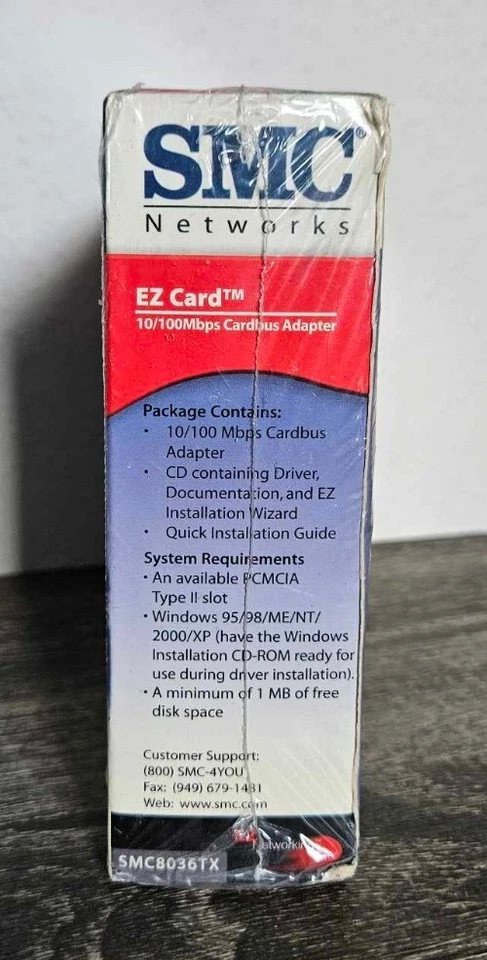 SMC®
Networks
EZ Card™
10/100Mbps Cardbus Adapter
Package Contains:
• 10/100 Mbps Cardbus
Adapter
• CD containing Driver,
Documentation, and EZ
Installation Wizard
• Quick Installation Guide
System Requirements
• An available PCMCIA
Type II slot
• Windows 95/98/ME/NT/
2000/XP (have the Windows
Installation CD-ROM ready for
use during driver installation).
• A minimum of 1 MB of free
disk space
Customer Support:
(800) SMC-4YOU
Fax: (949) 679-1481
Web: www.smc.com
SMC8036TX